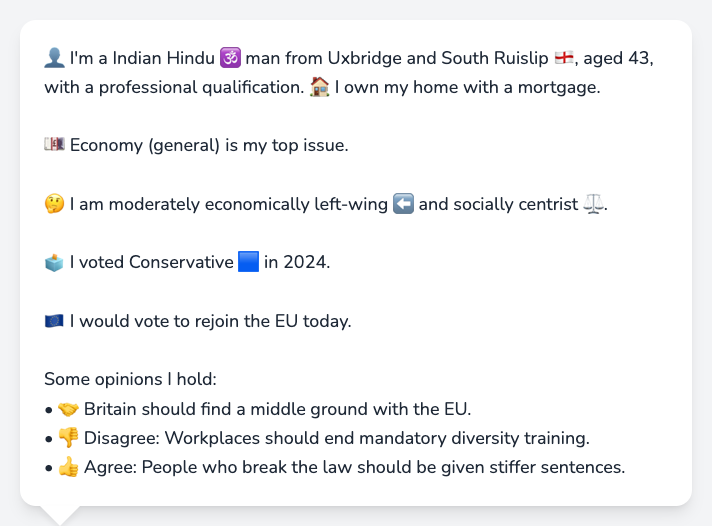 👤 I'm a Indian Hindu 🕉️ man from Uxbridge and South Ruislip 🏴󠁧󠁢󠁥󠁮󠁧󠁿, aged 43,
with a professional qualification. 🏠 I own my home with a mortgage.
💷 Economy (general) is my top issue.
🤔 I am moderately economically left-wing ⬅️ and socially centrist ⚖️.
🗳️ I voted Conservative 🟦 in 2024.
🇪🇺 I would vote to rejoin the EU today.
Some opinions I hold:
• 🤝 Britain should find a middle ground with the EU.
• 👎 Disagree: Workplaces should end mandatory diversity training.
• 👍 Agree: People who break the law should be given stiffer sentences.